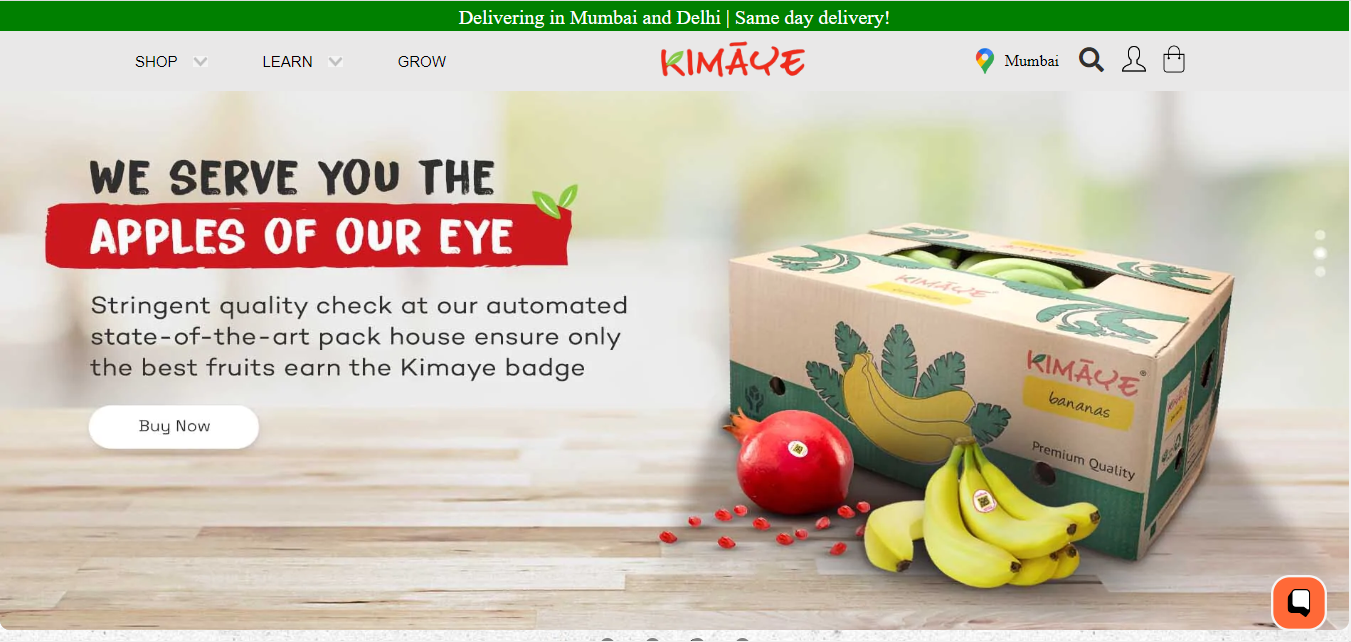 Delivering in Mumbai and Delhi | Same day delivery!
SHOP
LEARN
GROW
KIMĀYE
Mumbai
WE SERVE YOU THE
APPLES OF OUR EYE
Stringent quality check at our automated
state-of-the-art pack house ensure only
the best fruits earn the Kimaye badge
Buy Now
KIMĀYE
KIMĀYE®
bananas
Premium Quality